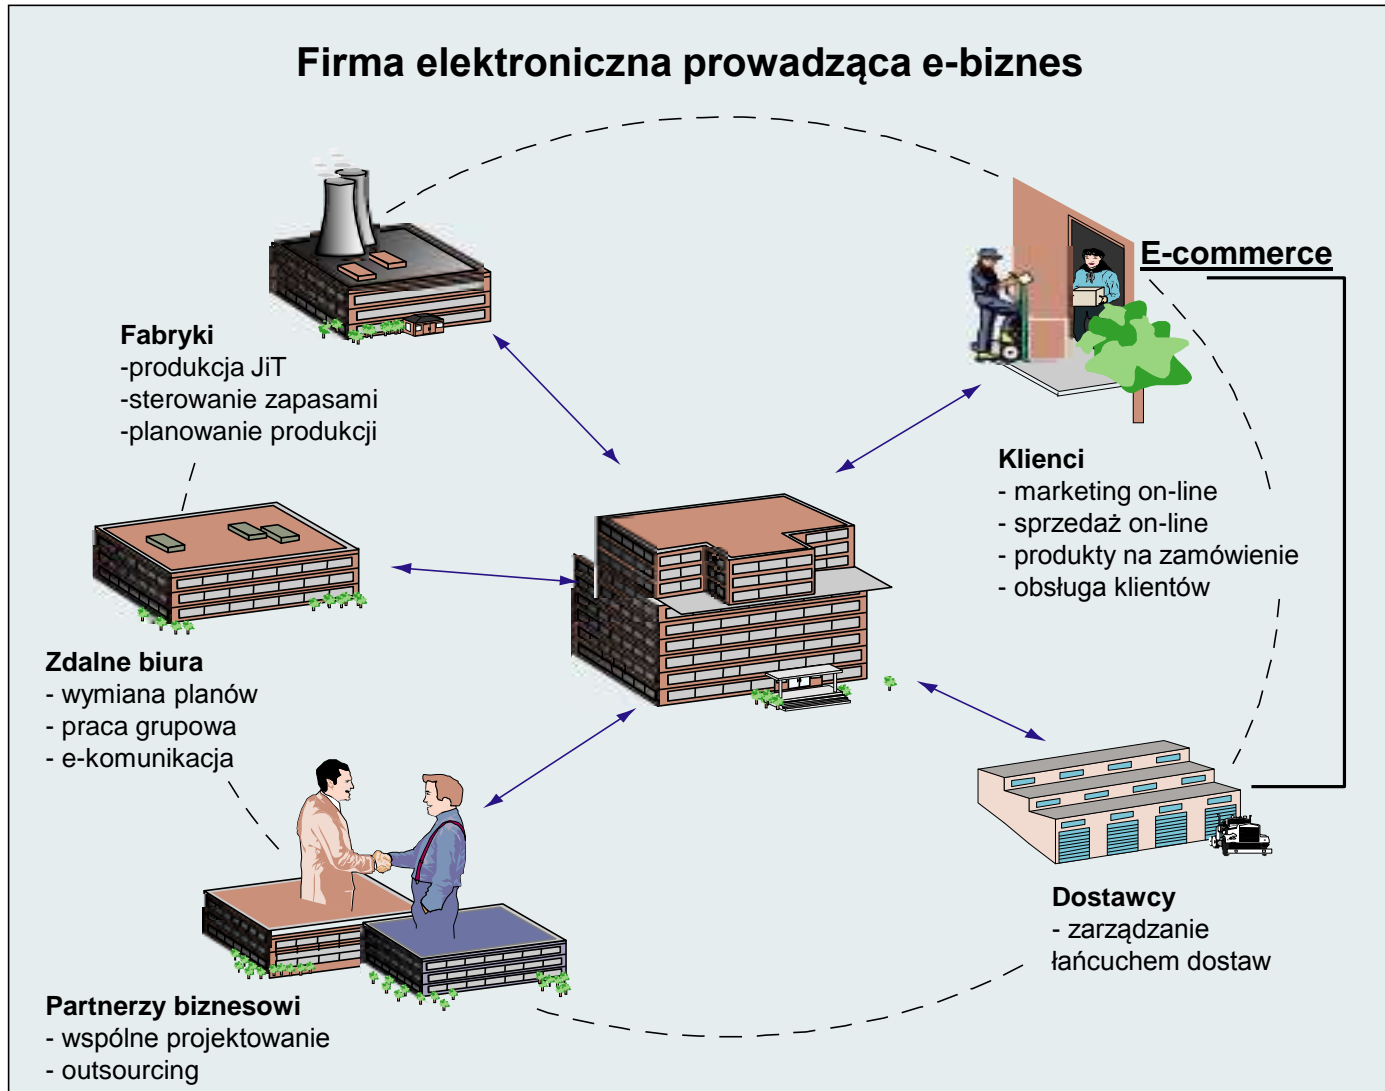 Firma elektroniczna prowadząca e-biznes
E-commerce
Fabryki
-produkcja JiT
-sterowanie zapasami
-planowanie produkcji
Klienci
- marketing on-line
- sprzedaż on-line
- produkty na zamówienie
- obsługa klientów
Zdalne biura
- wymiana planów
- praca grupowa
- e-komunikacja
Dostawcy
- zarządzanie
łańcuchem dostaw
Partnerzy biznesowi
- wspólne projektowanie
- outsourcing